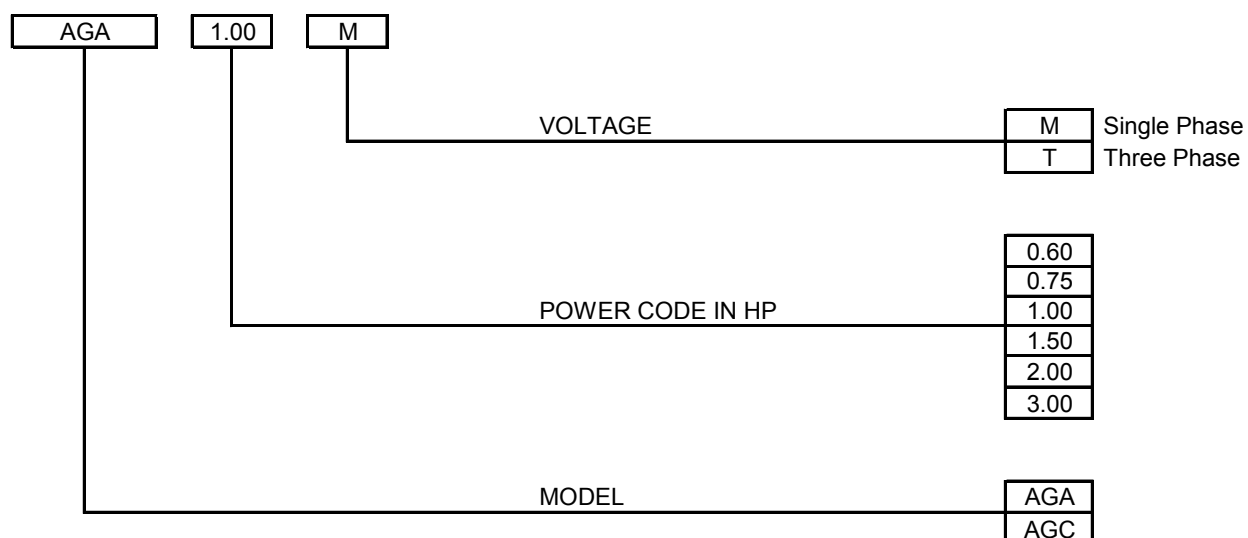 AGA 1.00 M
VOLTAGE M Single Phase
T Three Phase
0.60
0.75
POWER CODE IN HP 1.00
1.50
2.00
3.00
MODEL AGA
AGC